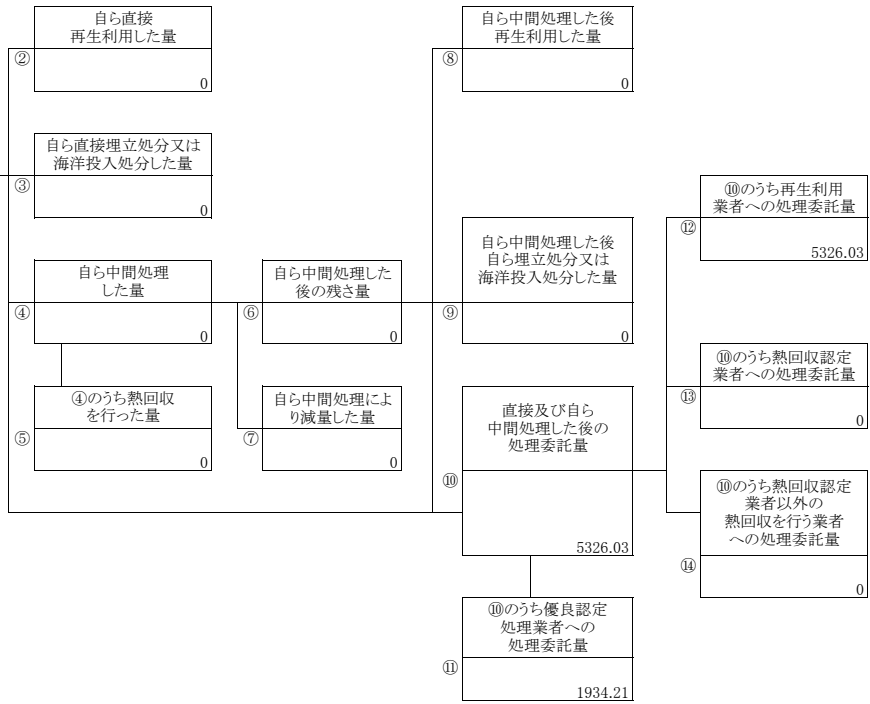 自ら直接
再生利用した量
②
0
自ら中間処理した後
再生利用した量
⑧
0
自ら直接埋立処分又は
海洋投入処分した量
③
0
⑩のうち再生利用
業者への処理委託量
⑫
5326.03
自ら中間処理
した量
④
0
自ら中間処理した
後の残さ量
⑥
0
自ら中間処理した後
自ら埋立処分又は
海洋投入処分した量
⑨
0
⑩のうち熱回収認定
業者への処理委託量
⑬
0
④のうち熱回収
を行った量
⑤
0
自ら中間処理によ
り減量した量
⑦
0
直接及び自ら
中間処理した後の
処理委託量
⑩
5326.03
⑩のうち熱回収認定
業者以外の
熱回収を行う業者
への処理委託量
⑭
0
⑩のうち優良認定
処理業者への
処理委託量
⑪
1934.21